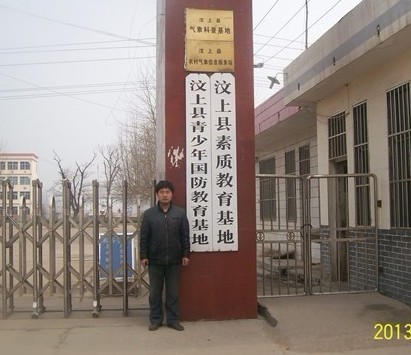 汶上县
气象科普基地
汶上县
农村气象信息服务站
汶上县青少年国防教育基地
汶上县素质教育基地
2013